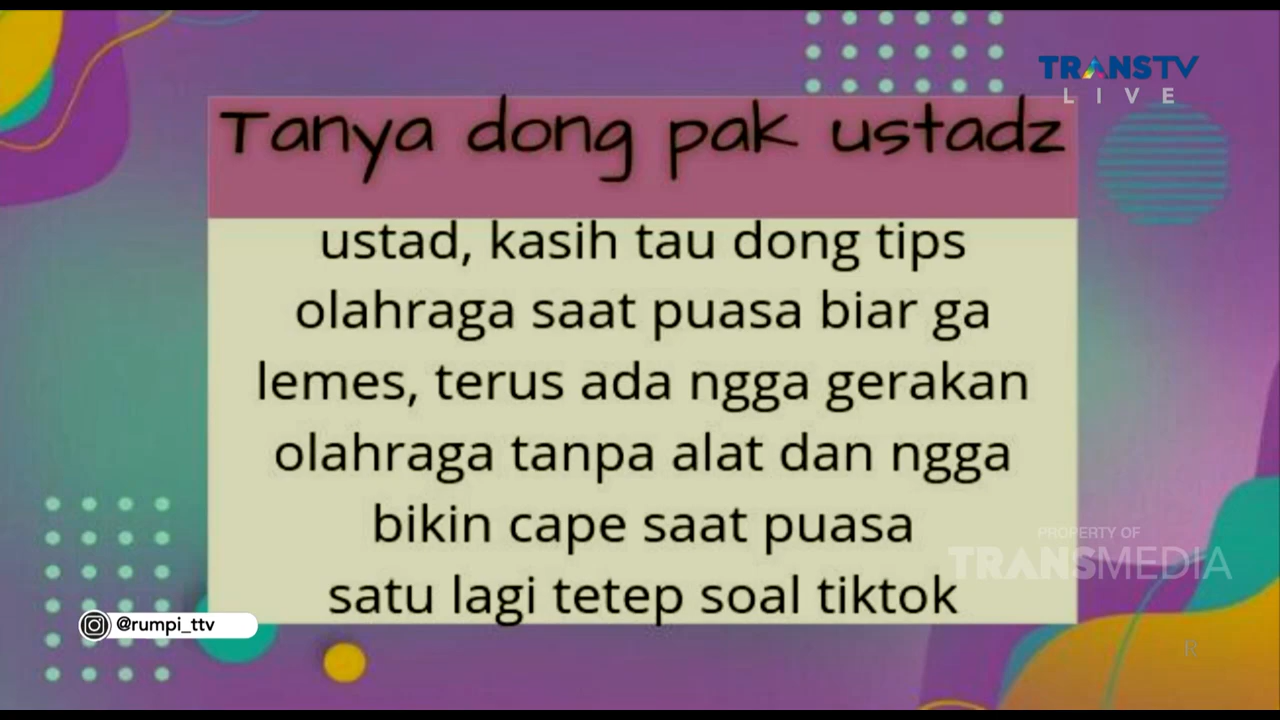 TRANSTV
LIVE
Tanya dong pak ustadz
ustad, kasih tau dong tips
olahraga saat puasa biar ga
lemes, terus ada ngga gerakan
olahraga tanpa alat dan ngga
bikin cape saat puasa
satu lagi tetep soal tiktok
PROPERTY OF
TRANSMEDIA
@rumpi_ttv
R